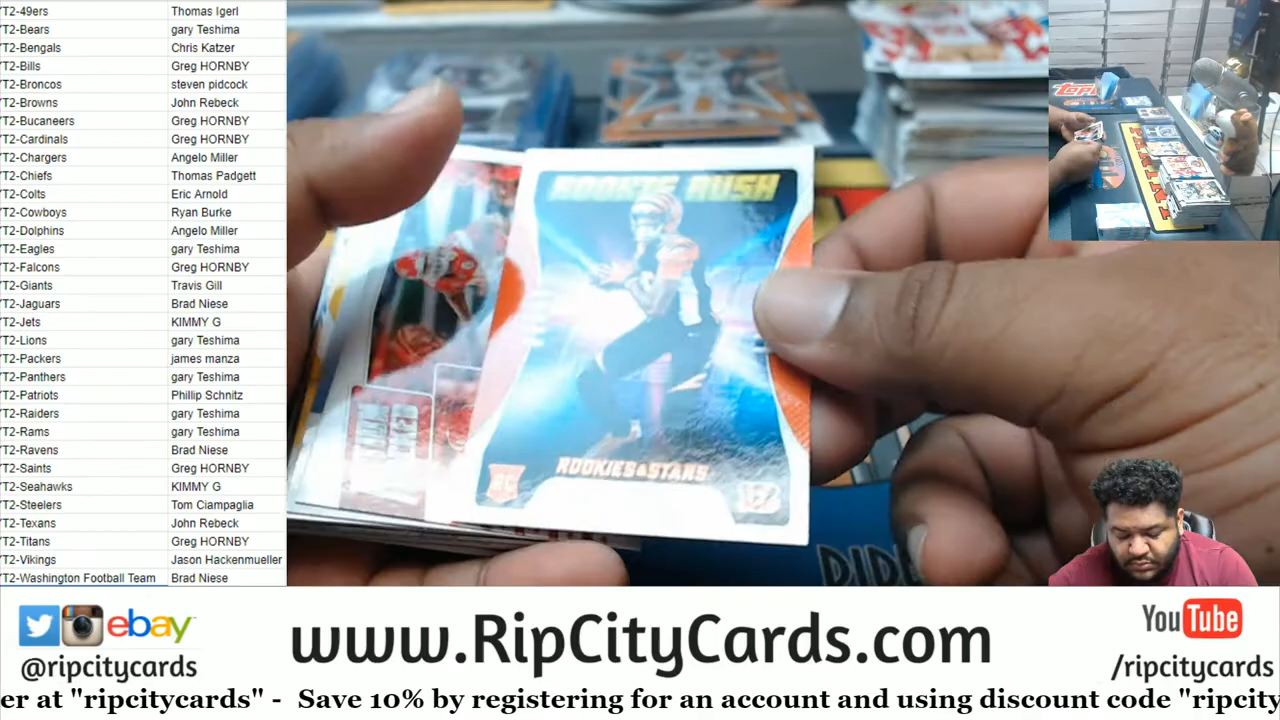 T2-49ers Thomas Igerl
T2-Bears gary Teshima
T2-Bengals Chris Katzer
T2-Bills Greg HORNBY
T2-Broncos steven pidcock
T2-Browns John Rebeck
T2-Bucaneers Greg HORNBY
T2-Cardinals Greg HORNBY
T2-Chargers Angelo Miller
T2-Chiefs Thomas Padgett
T2-Colts Eric Arnold
T2-Cowboys Ryan Burke
T2-Dolphins Angelo Miller
T2-Eagles gary Teshima
T2-Falcons Greg HORNBY
T2-Giants Travis Gill
T2-Jaguars Brad Niese
T2-Jets KIMMY G
T2-Lions gary Teshima
T2-Packers james manza
T2-Panthers gary Teshima
T2-Patriots Phillip Schnitz
T2-Raiders gary Teshima
T2-Rams gary Teshima
T2-Ravens Brad Niese
T2-Saints Greg HORNBY
T2-Seahawks KIMMY G
T2-Steelers Tom Ciampaglia
T2-Texans John Rebeck
T2-Titans Greg HORNBY
T2-Vikings Jason Hackenmueller
T2-Washington Football Team Brad Niese
ROOKIE RUSH
ROOKIES & STARS
RC
Topps
PANINI
ebay
@ripcitycards
www.RipCityCards.com
YouTube
/ripcitycards
er at "ripcitycards" - Save 10% by registering for an account and using discount code "ripcity